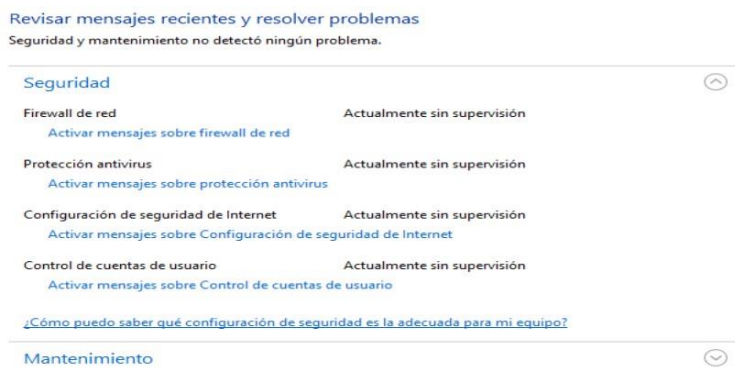 Revisar mensajes recientes y resolver problemas
Seguridad y mantenimiento no detectó ningún problema.
Seguridad
Firewall de red Actualmente sin supervisión
Activar mensajes sobre firewall de red
Protección antivirus Actualmente sin supervisión
Activar mensajes sobre protección antivirus
Configuración de seguridad de Internet Actualmente sin supervisión
Activar mensajes sobre Configuración de seguridad de Internet
Control de cuentas de usuario Actualmente sin supervisión
Activar mensajes sobre Control de cuentas de usuario
¿Cómo puedo saber qué configuración de seguridad es la adecuada para mi equipo?
Mantenimiento